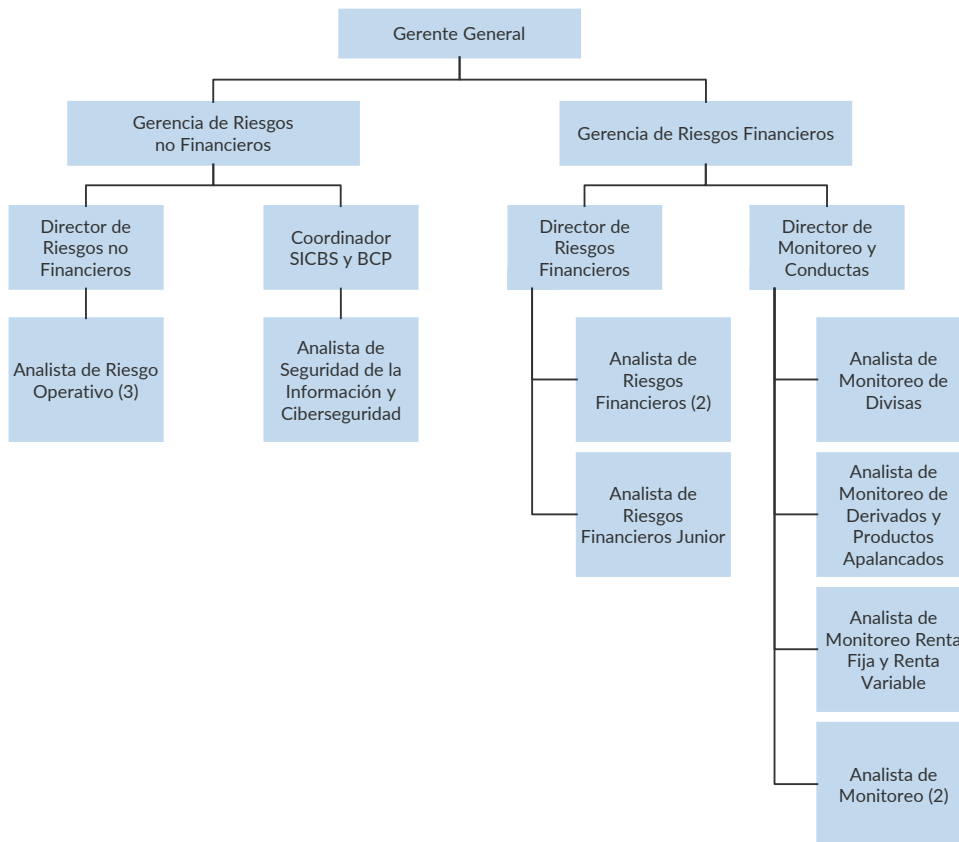 Gerente General
Gerencia de Riesgos
no Financieros
Gerencia de Riesgos Financieros
Director de
Riesgos no
Financieros
Coordinador
SICBS y BCP
Director de
Riesgos
Financieros
Director de
Monitoreo y
Conductas
Analista de Riesgo
Operativo (3)
Analista de
Seguridad de la
Información y
Ciberseguridad
Analista de
Riesgos
Financieros (2)
Analista de
Monitoreo de
Divisas
Analista de
Riesgos
Financieros Junior
Analista de
Monitoreo de
Derivados y
Productos
Apalancados
Analista de
Monitoreo Renta
Fija y Renta
Variable
Analista de
Monitoreo (2)